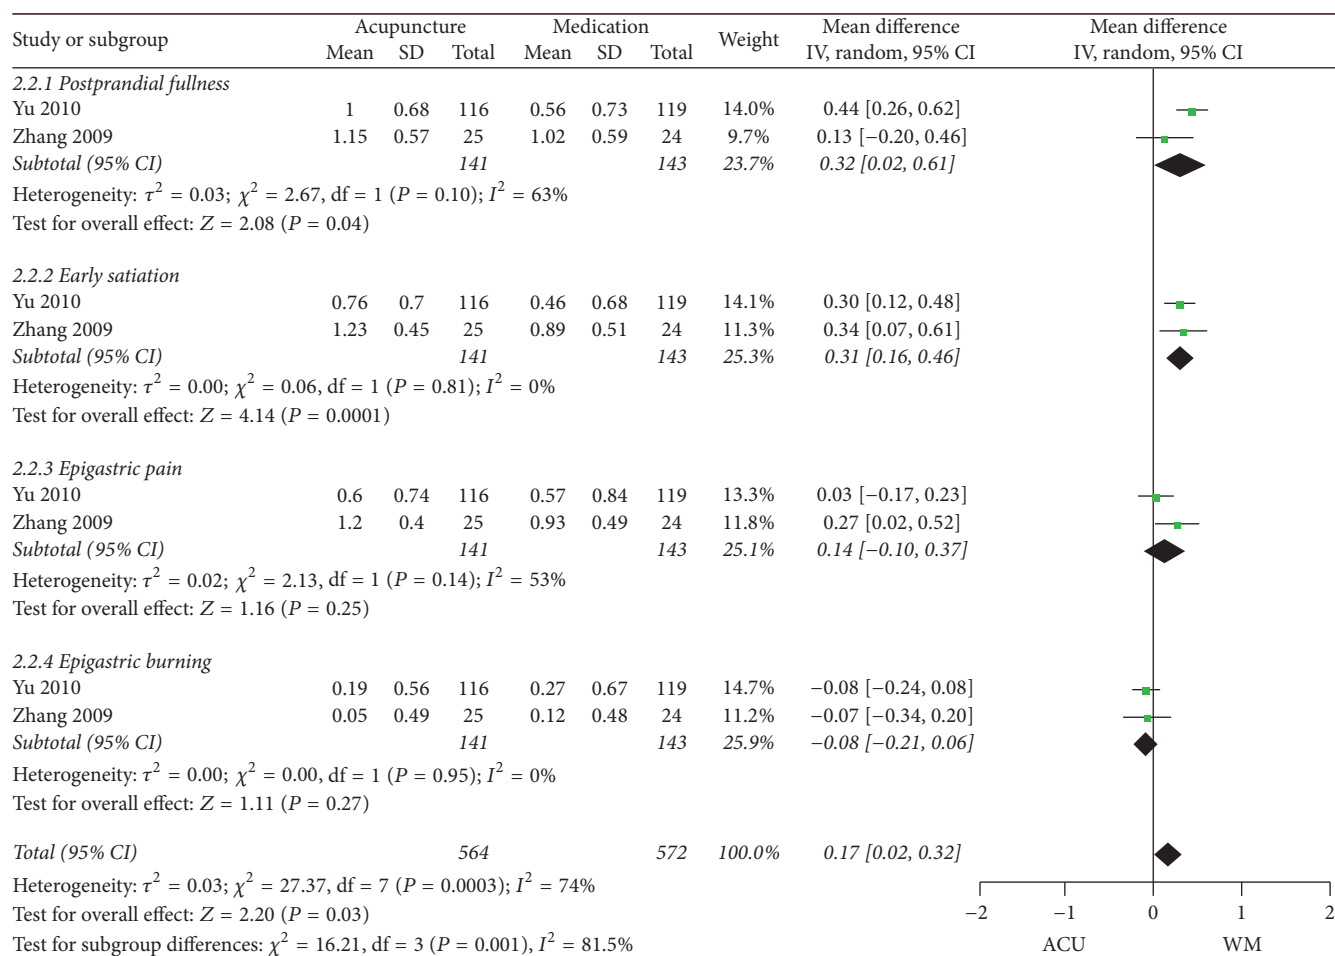 Study or subgroup Acupuncture Medication Weight Mean difference Mean difference
Mean SD Total Mean SD Total IV, random, 95% CI IV, random, 95% CI
2.2.1 Postprandial fullness
Yu 2010 1 0.68 116 0.56 0.73 119 14.0% 0.44 [0.26, 0.62]
Zhang 2009 1.15 0.57 25 1.02 0.59 24 9.7% 0.13 [−0.20, 0.46]
Subtotal (95% CI) 141 143 23.7% 0.32 [0.02, 0.61]
Heterogeneity: τ² = 0.03; χ² = 2.67, df = 1 (P = 0.10); I² = 63%
Test for overall effect: Z = 2.08 (P = 0.04)
2.2.2 Early satiation
Yu 2010 0.76 0.7 116 0.46 0.68 119 14.1% 0.30 [0.12, 0.48]
Zhang 2009 1.23 0.45 25 0.89 0.51 24 11.3% 0.34 [0.07, 0.61]
Subtotal (95% CI) 141 143 25.3% 0.31 [0.16, 0.46]
Heterogeneity: τ² = 0.00; χ² = 0.06, df = 1 (P = 0.81); I² = 0%
Test for overall effect: Z = 4.14 (P = 0.0001)
2.2.3 Epigastric pain
Yu 2010 0.6 0.74 116 0.57 0.84 119 13.3% 0.03 [−0.17, 0.23]
Zhang 2009 1.2 0.4 25 0.93 0.49 24 11.8% 0.27 [0.02, 0.52]
Subtotal (95% CI) 141 143 25.1% 0.14 [−0.10, 0.37]
Heterogeneity: τ² = 0.02; χ² = 2.13, df = 1 (P = 0.14); I² = 53%
Test for overall effect: Z = 1.16 (P = 0.25)
2.2.4 Epigastric burning
Yu 2010 0.19 0.56 116 0.27 0.67 119 14.7% −0.08 [−0.24, 0.08]
Zhang 2009 0.05 0.49 25 0.12 0.48 24 11.2% −0.07 [−0.34, 0.20]
Subtotal (95% CI) 141 143 25.9% −0.08 [−0.21, 0.06]
Heterogeneity: τ² = 0.00; χ² = 0.00, df = 1 (P = 0.95); I² = 0%
Test for overall effect: Z = 1.11 (P = 0.27)
Total (95% CI) 564 572 100.0% 0.17 [0.02, 0.32]
Heterogeneity: τ² = 0.03; χ² = 27.37, df = 7 (P = 0.0003); I² = 74%
Test for overall effect: Z = 2.20 (P = 0.03)
−2 −1 0 1 2
Test for subgroup differences: χ² = 16.21, df = 3 (P = 0.001), I² = 81.5%
ACU WM